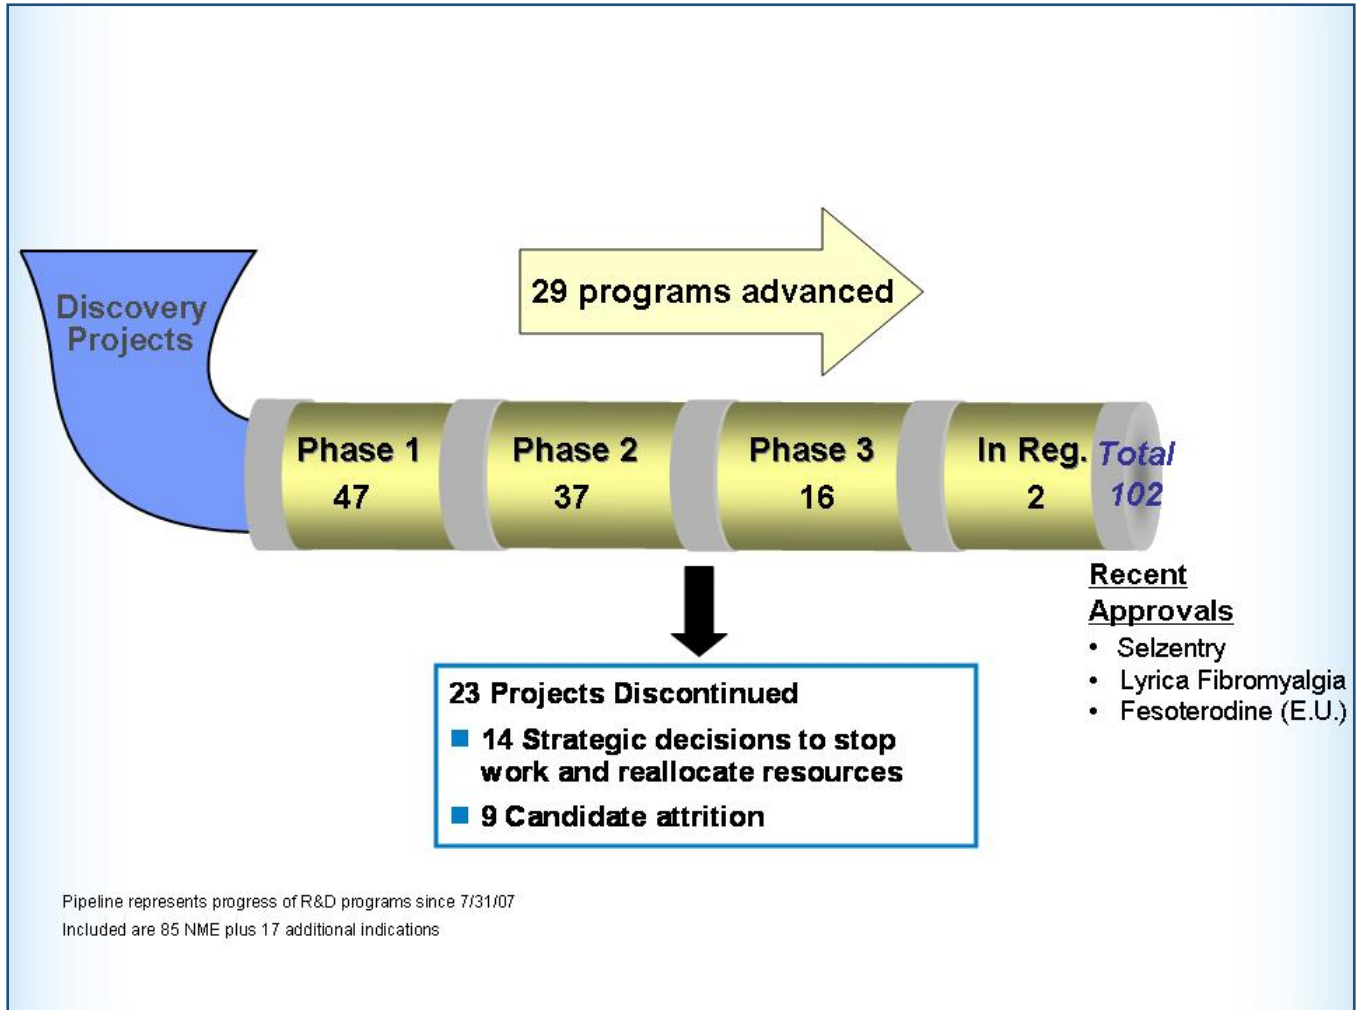 29 programs advanced
Discovery
Projects
Phase 1
47
Phase 2
37
Phase 3
16
In Reg.
2
Total
102
Recent
Approvals
• Selzentry
• Lyrica Fibromyalgia
• Fesoterodine (E.U.)
23 Projects Discontinued
■ 14 Strategic decisions to stop
work and reallocate resources
■ 9 Candidate attrition
Pipeline represents progress of R&D programs since 7/31/07
Included are 85 NME plus 17 additional indications